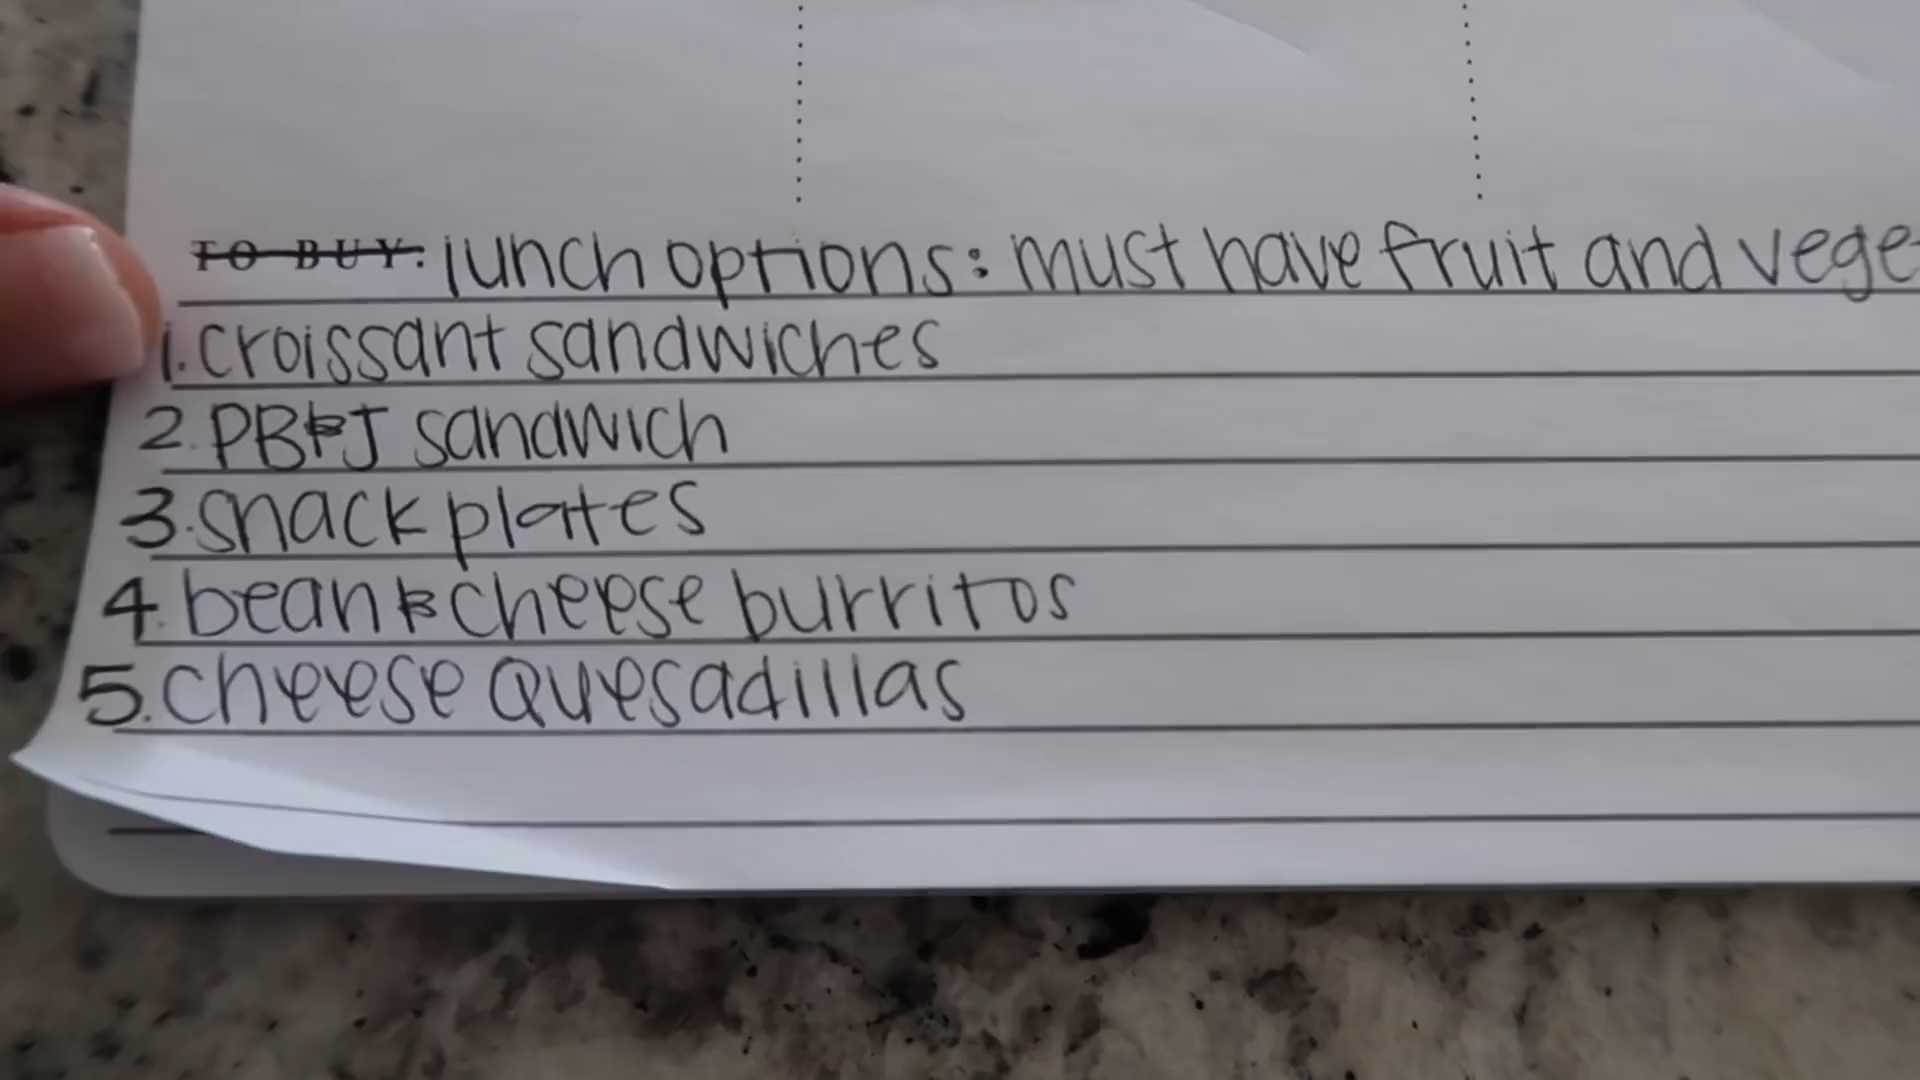 TO BUY: lunch options: must have fruit and vege
1. croissant sandwiches
2. PB&J sandwich
3. snack plates
4. bean & cheese burritos
5. cheese quesadillas